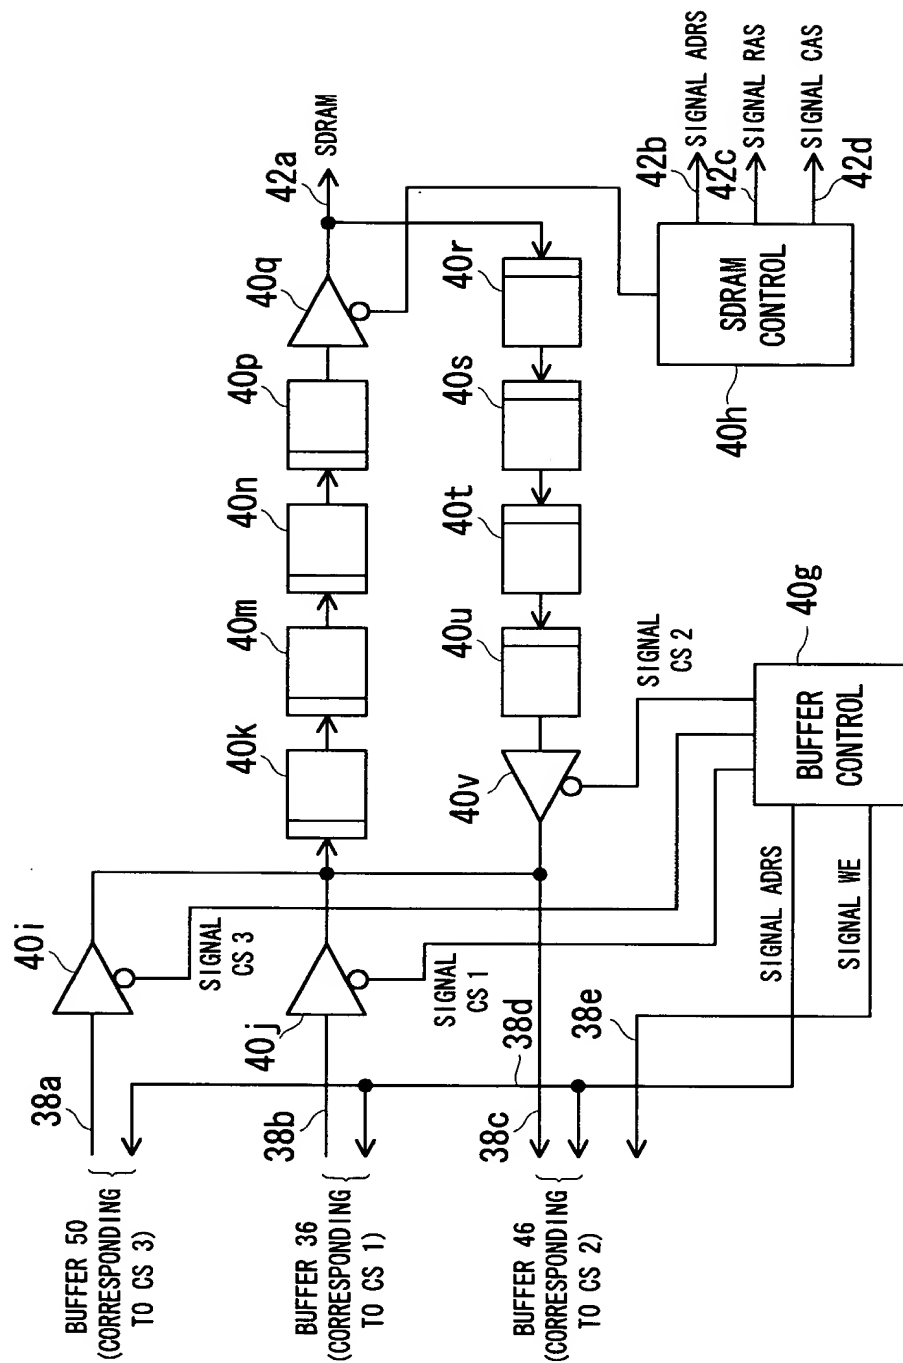 BUFFER 50
(CORRESPONDING
TO CS 3)
38a
40i
SIGNAL
CS 3
BUFFER 36
(CORRESPONDING
TO CS 1)
38b
40j
SIGNAL
CS 1
40k
40m
40n
40p
40q
42a
SDRAM
BUFFER 46
(CORRESPONDING
TO CS 2)
38c
38d
38e
40v
40u
40t
40s
40r
SIGNAL
CS 2
SIGNAL ADRS
SIGNAL WE
BUFFER
CONTROL
40g
SDRAM
CONTROL
40h
42b
SIGNAL ADRS
42c
SIGNAL RAS
SIGNAL CAS
42d